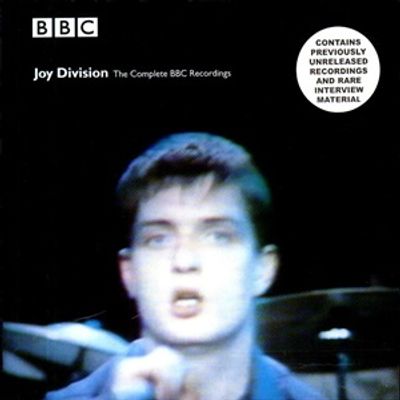 BBC
Joy Division The Complete BBC Recordings
CONTAINS
PREVIOUSLY
UNRELEASED
RECORDINGS
AND RARE
INTERVIEW
MATERIAL